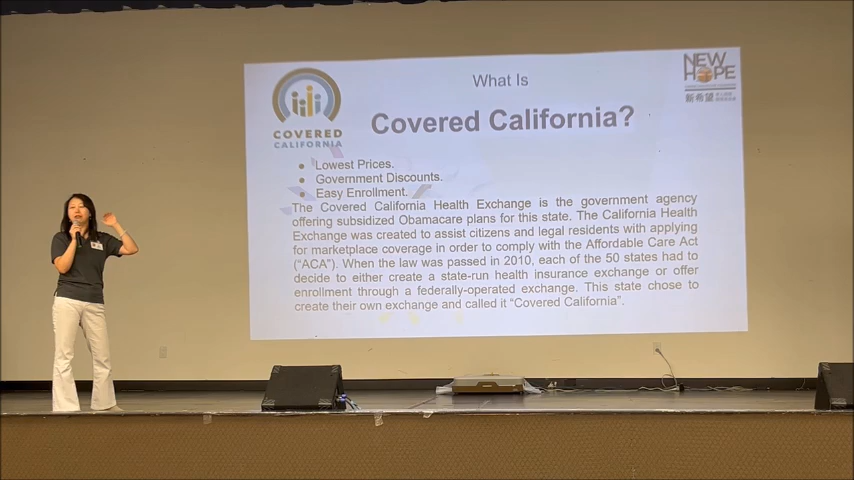 What Is
Covered California?
COVERED
CALIFORNIA
NEW
HOPE
新希望
• Lowest Prices.
• Government Discounts.
• Easy Enrollment.
The Covered California Health Exchange is the government agency
offering subsidized Obamacare plans for this state. The California Health
Exchange was created to assist citizens and legal residents with applying
for marketplace coverage in order to comply with the Affordable Care Act
(“ACA”). When the law was passed in 2010, each of the 50 states had to
decide to either create a state-run health insurance exchange or offer
enrollment through a federally-operated exchange. This state chose to
create their own exchange and called it “Covered California”.